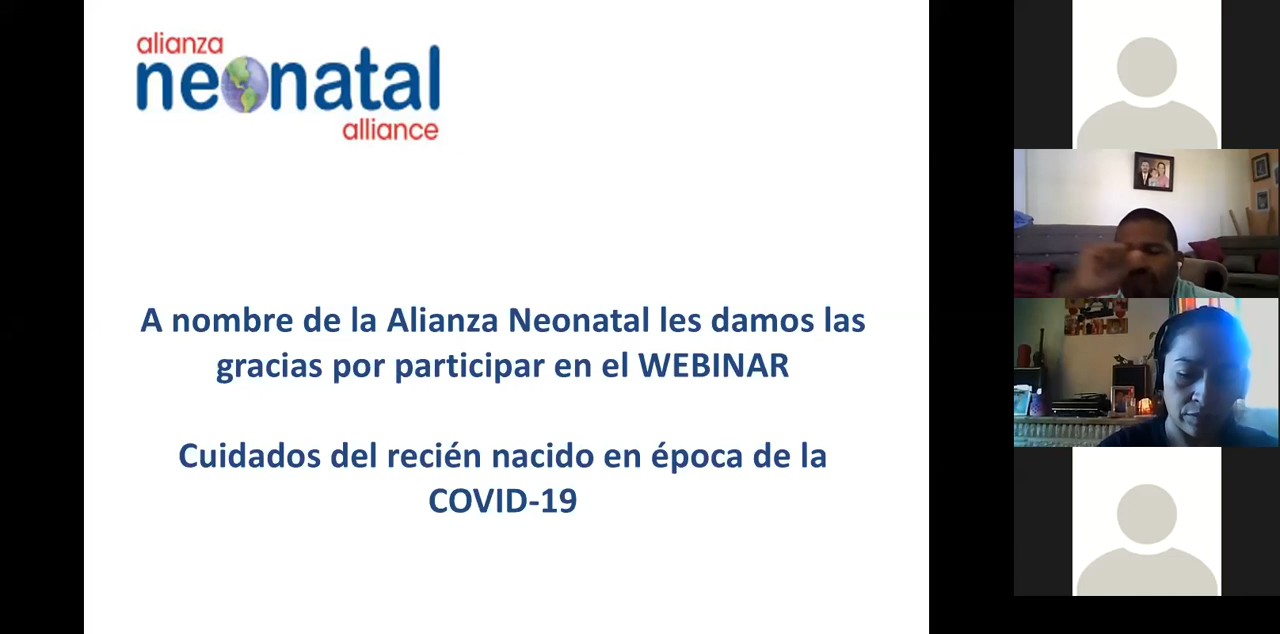 alianza
neonatal
alliance
A nombre de la Alianza Neonatal les damos las
gracias por participar en el WEBINAR
Cuidados del recién nacido en época de la
COVID-19